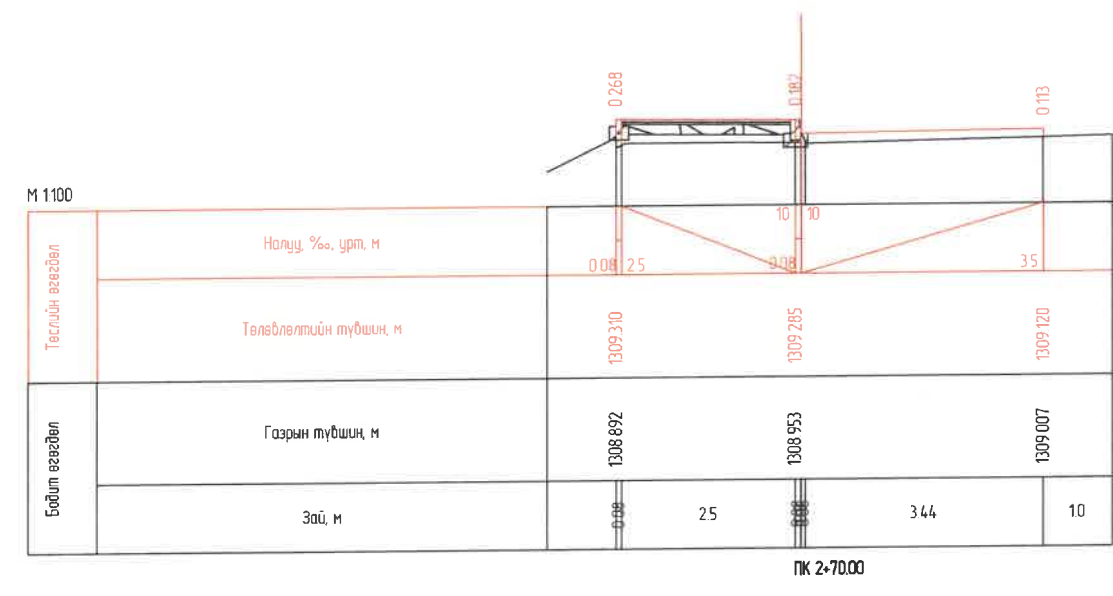 0.268
0.182
0.113
М 1:100
Төслийн өгөгдөл
Налуу, ‰, урт, м
10 10
0.08 2.5 0.08 3.5
Төлөвлөлтийн түвшин, м
1309.310
1309.285
1309.120
Бодит өгөгдөл
Газрын түвшин, м
1308.892
1308.953
1309.007
Зай, м
0.08 2.5 3.44 1.0
ПК 2+70.00